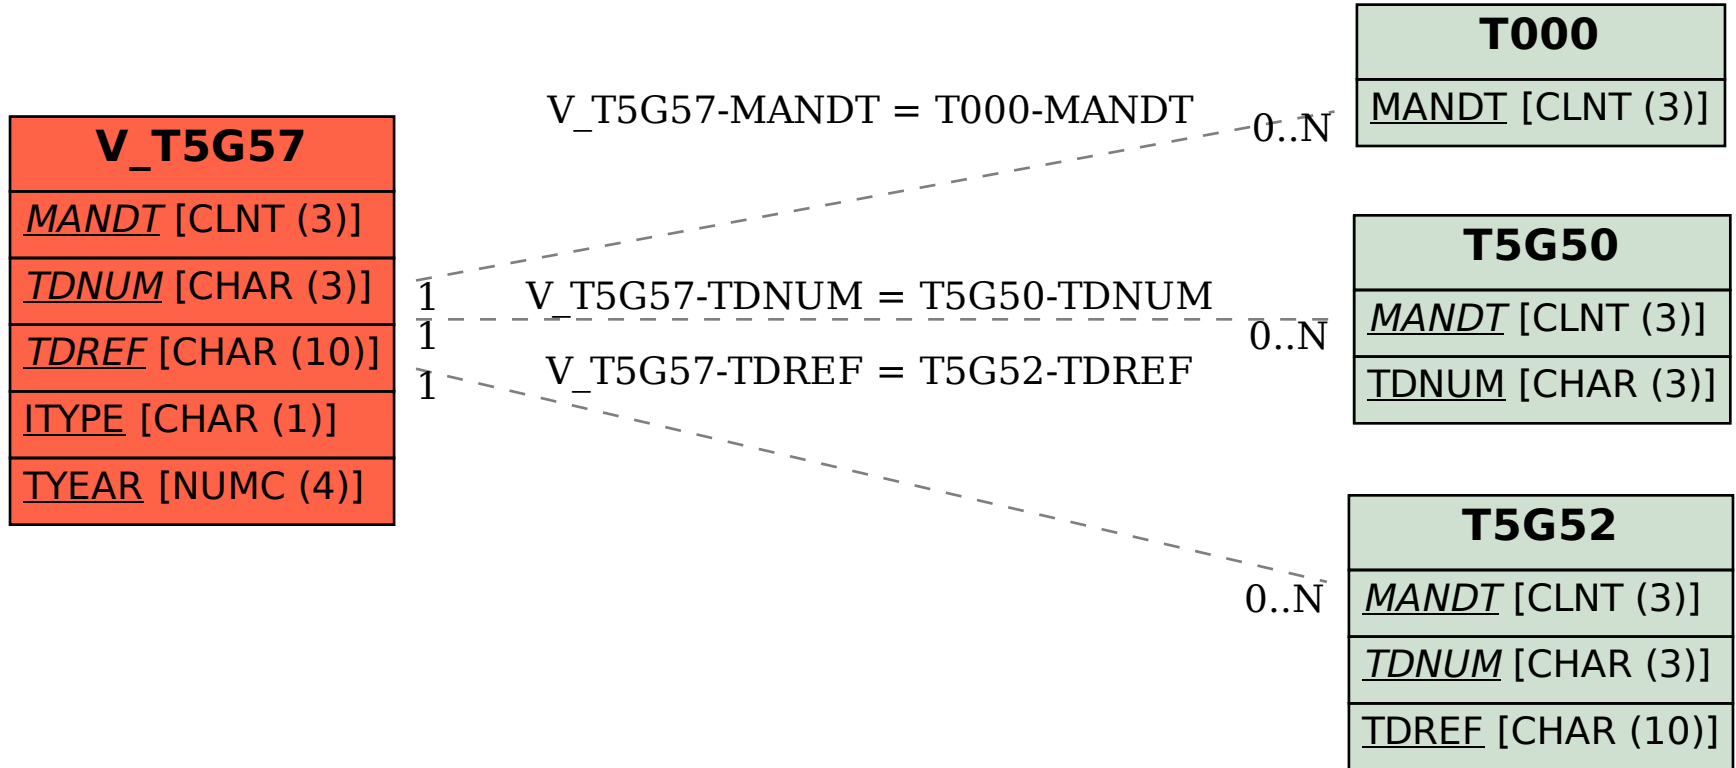 V_T5G57
MANDT [CLNT (3)]
TDNUM [CHAR (3)]
TDREF [CHAR (10)]
ITYPE [CHAR (1)]
TYEAR [NUMC (4)]
V_T5G57-MANDT = T000-MANDT
0..N
1
V_T5G57-TDNUM = T5G50-TDNUM
1
0..N
V_T5G57-TDREF = T5G52-TDREF
1
0..N
T000
MANDT [CLNT (3)]
T5G50
MANDT [CLNT (3)]
TDNUM [CHAR (3)]
T5G52
MANDT [CLNT (3)]
TDNUM [CHAR (3)]
TDREF [CHAR (10)]